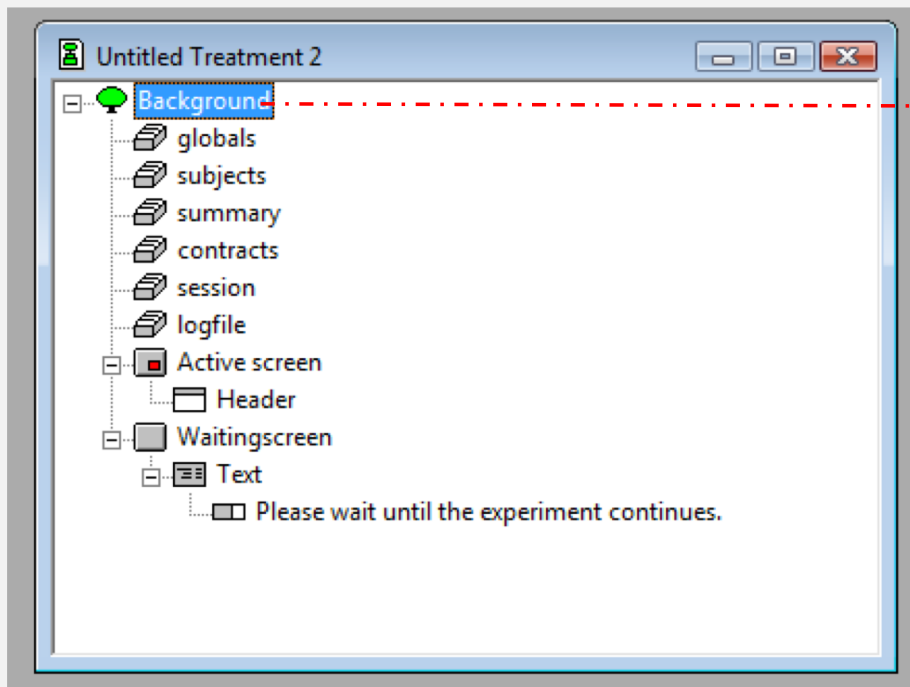 Untitled Treatment 2
Background
globals
subjects
summary
contracts
session
logfile
Active screen
Header
Waitingscreen
Text
Please wait until the experiment continues.